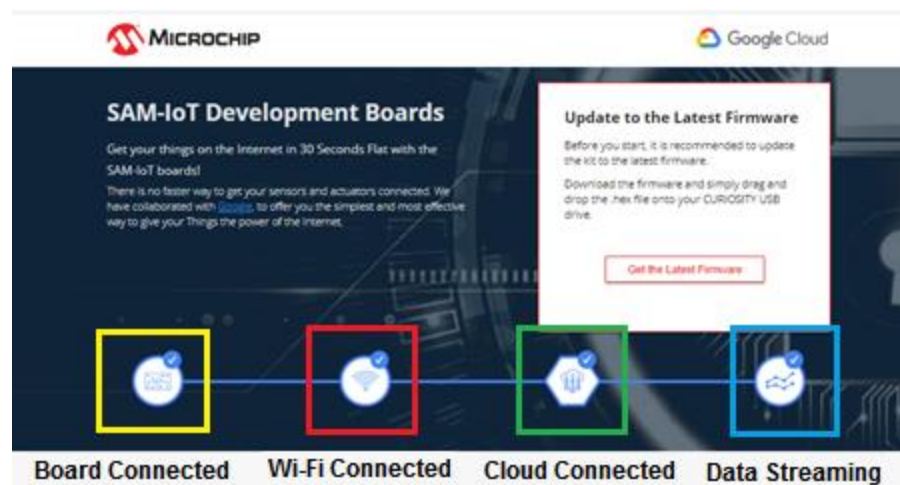 MICROCHIP
Google Cloud
SAM-IoT Development Boards
Get your things on the Internet in 30 Seconds Flat with the
SAM-IoT boards!
There is no faster way to get your sensors and actuators connected. We
have collaborated with Google, to offer you the simplest and most effective
way to give your Things the power of the Internet.
Update to the Latest Firmware
Before you start, it is recommended to update
the kit to the latest firmware.
Download the firmware and simply drag and
drop the .hex file onto your CURIOSITY USB
drive.
Get the Latest Firmware
Board Connected
Wi-Fi Connected
Cloud Connected
Data Streaming